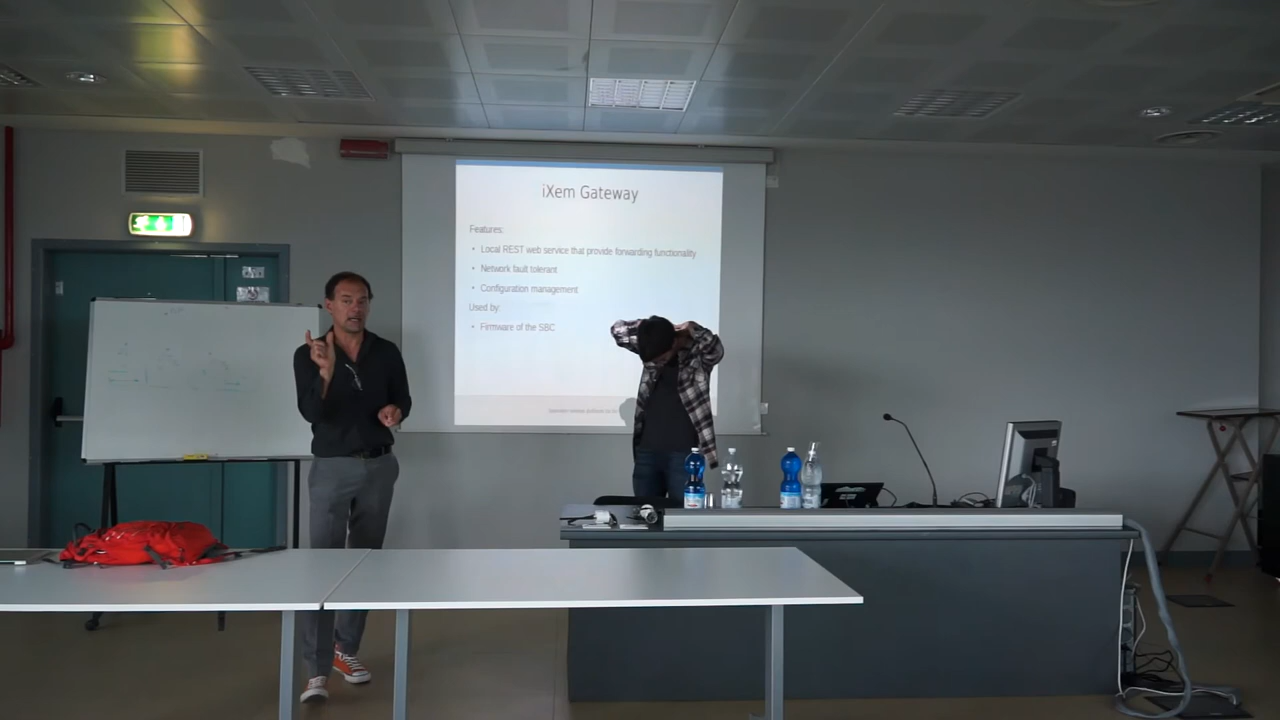 iXem Gateway
Features:
• Local REST web service that provide forwarding functionality
• Network fault tolerant
• Configuration management
Used by:
• Firmware of the SBC